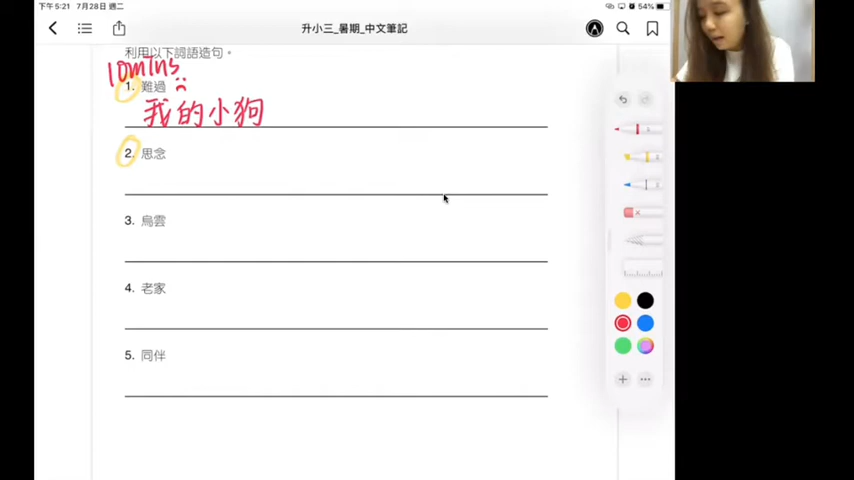 下午5:21 7月28日 週二
54%
升小三_暑期_中文筆記
利用以下詞語造句。
10mins
1. 難過
我的小狗
2. 思念
3. 烏雲
4. 老家
5. 同伴